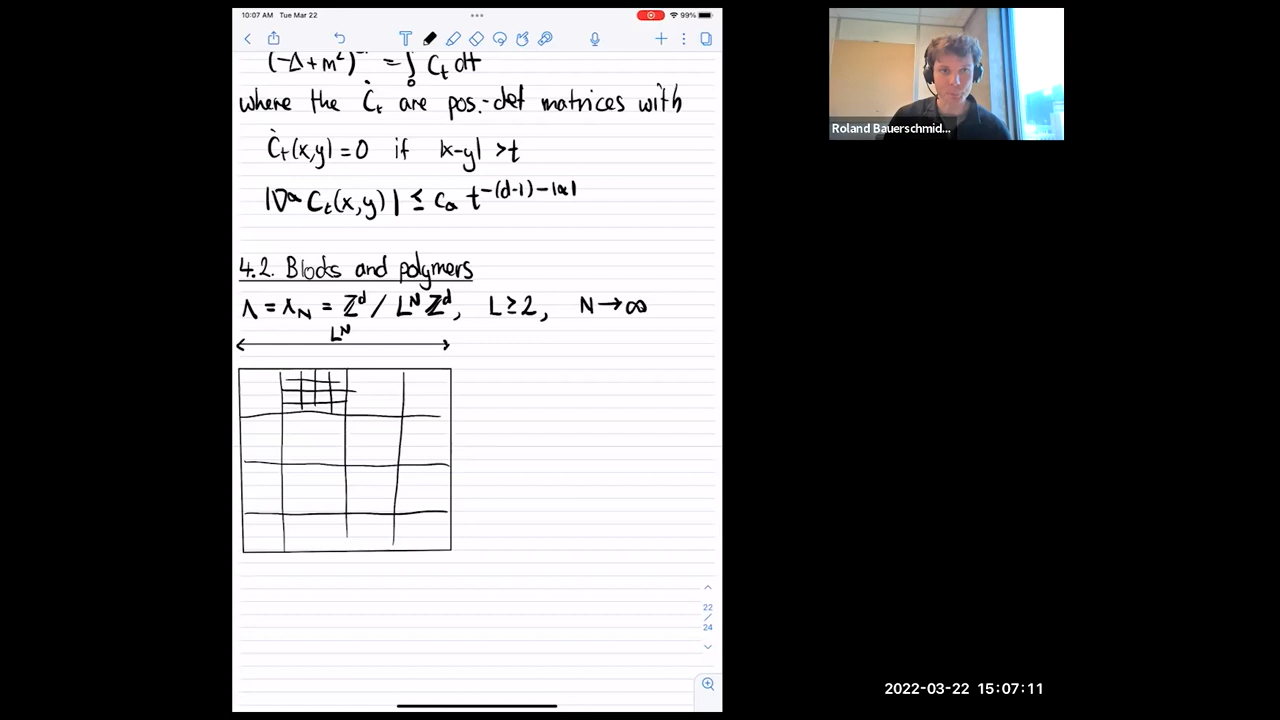 10:07 AM Tue Mar 22
99%
(-Δ+m²) = ∫₀ Ċₜ dt
where the Ċₜ are pos.-def matrices with
Ċₜ(x,y) = 0 if |x-y| > t
|∇^α Cₜ(x,y)| ≤ c_α t^{-(d-1)-|α|}
4.2. Blocks and polymers
Λ = Λ_N = ℤ^d / L^N ℤ^d, L ≥ 2, N → ∞
L^N
22
/
24
Roland Bauerschmid...
2022-03-22 15:07:11